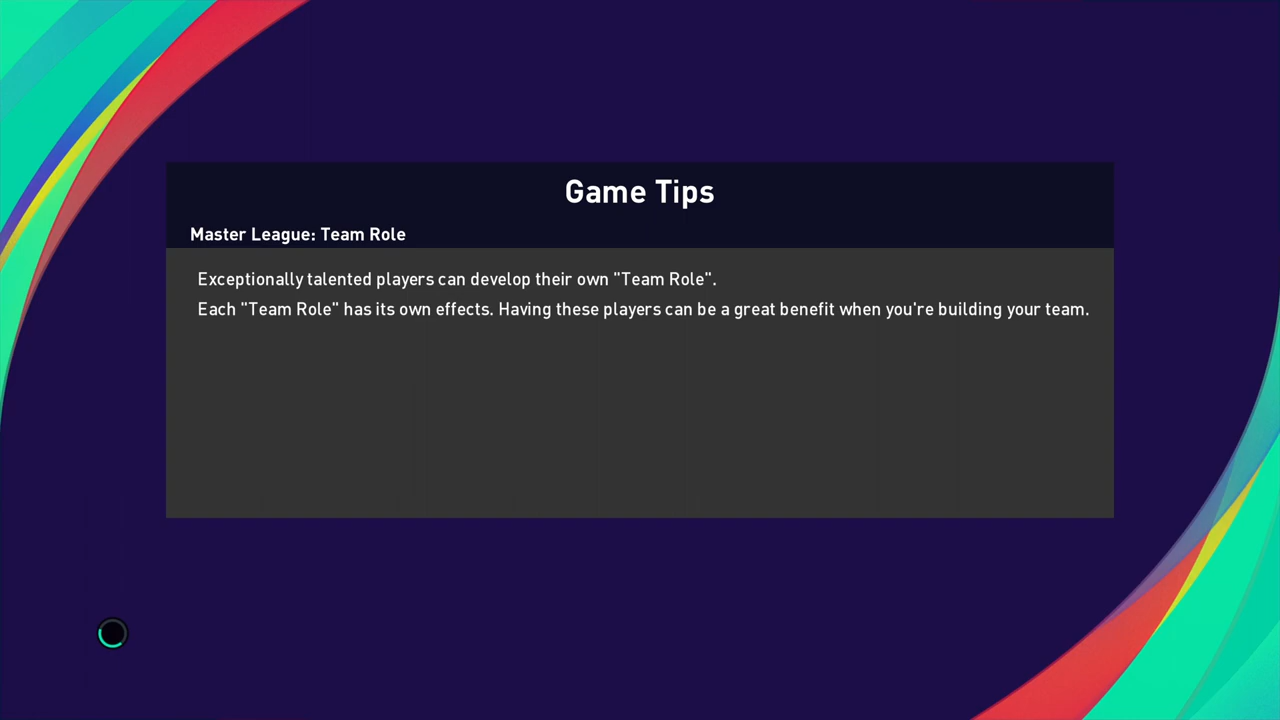 Game Tips
Master League: Team Role
Exceptionally talented players can develop their own "Team Role".
Each "Team Role" has its own effects. Having these players can be a great benefit when you're building your team.